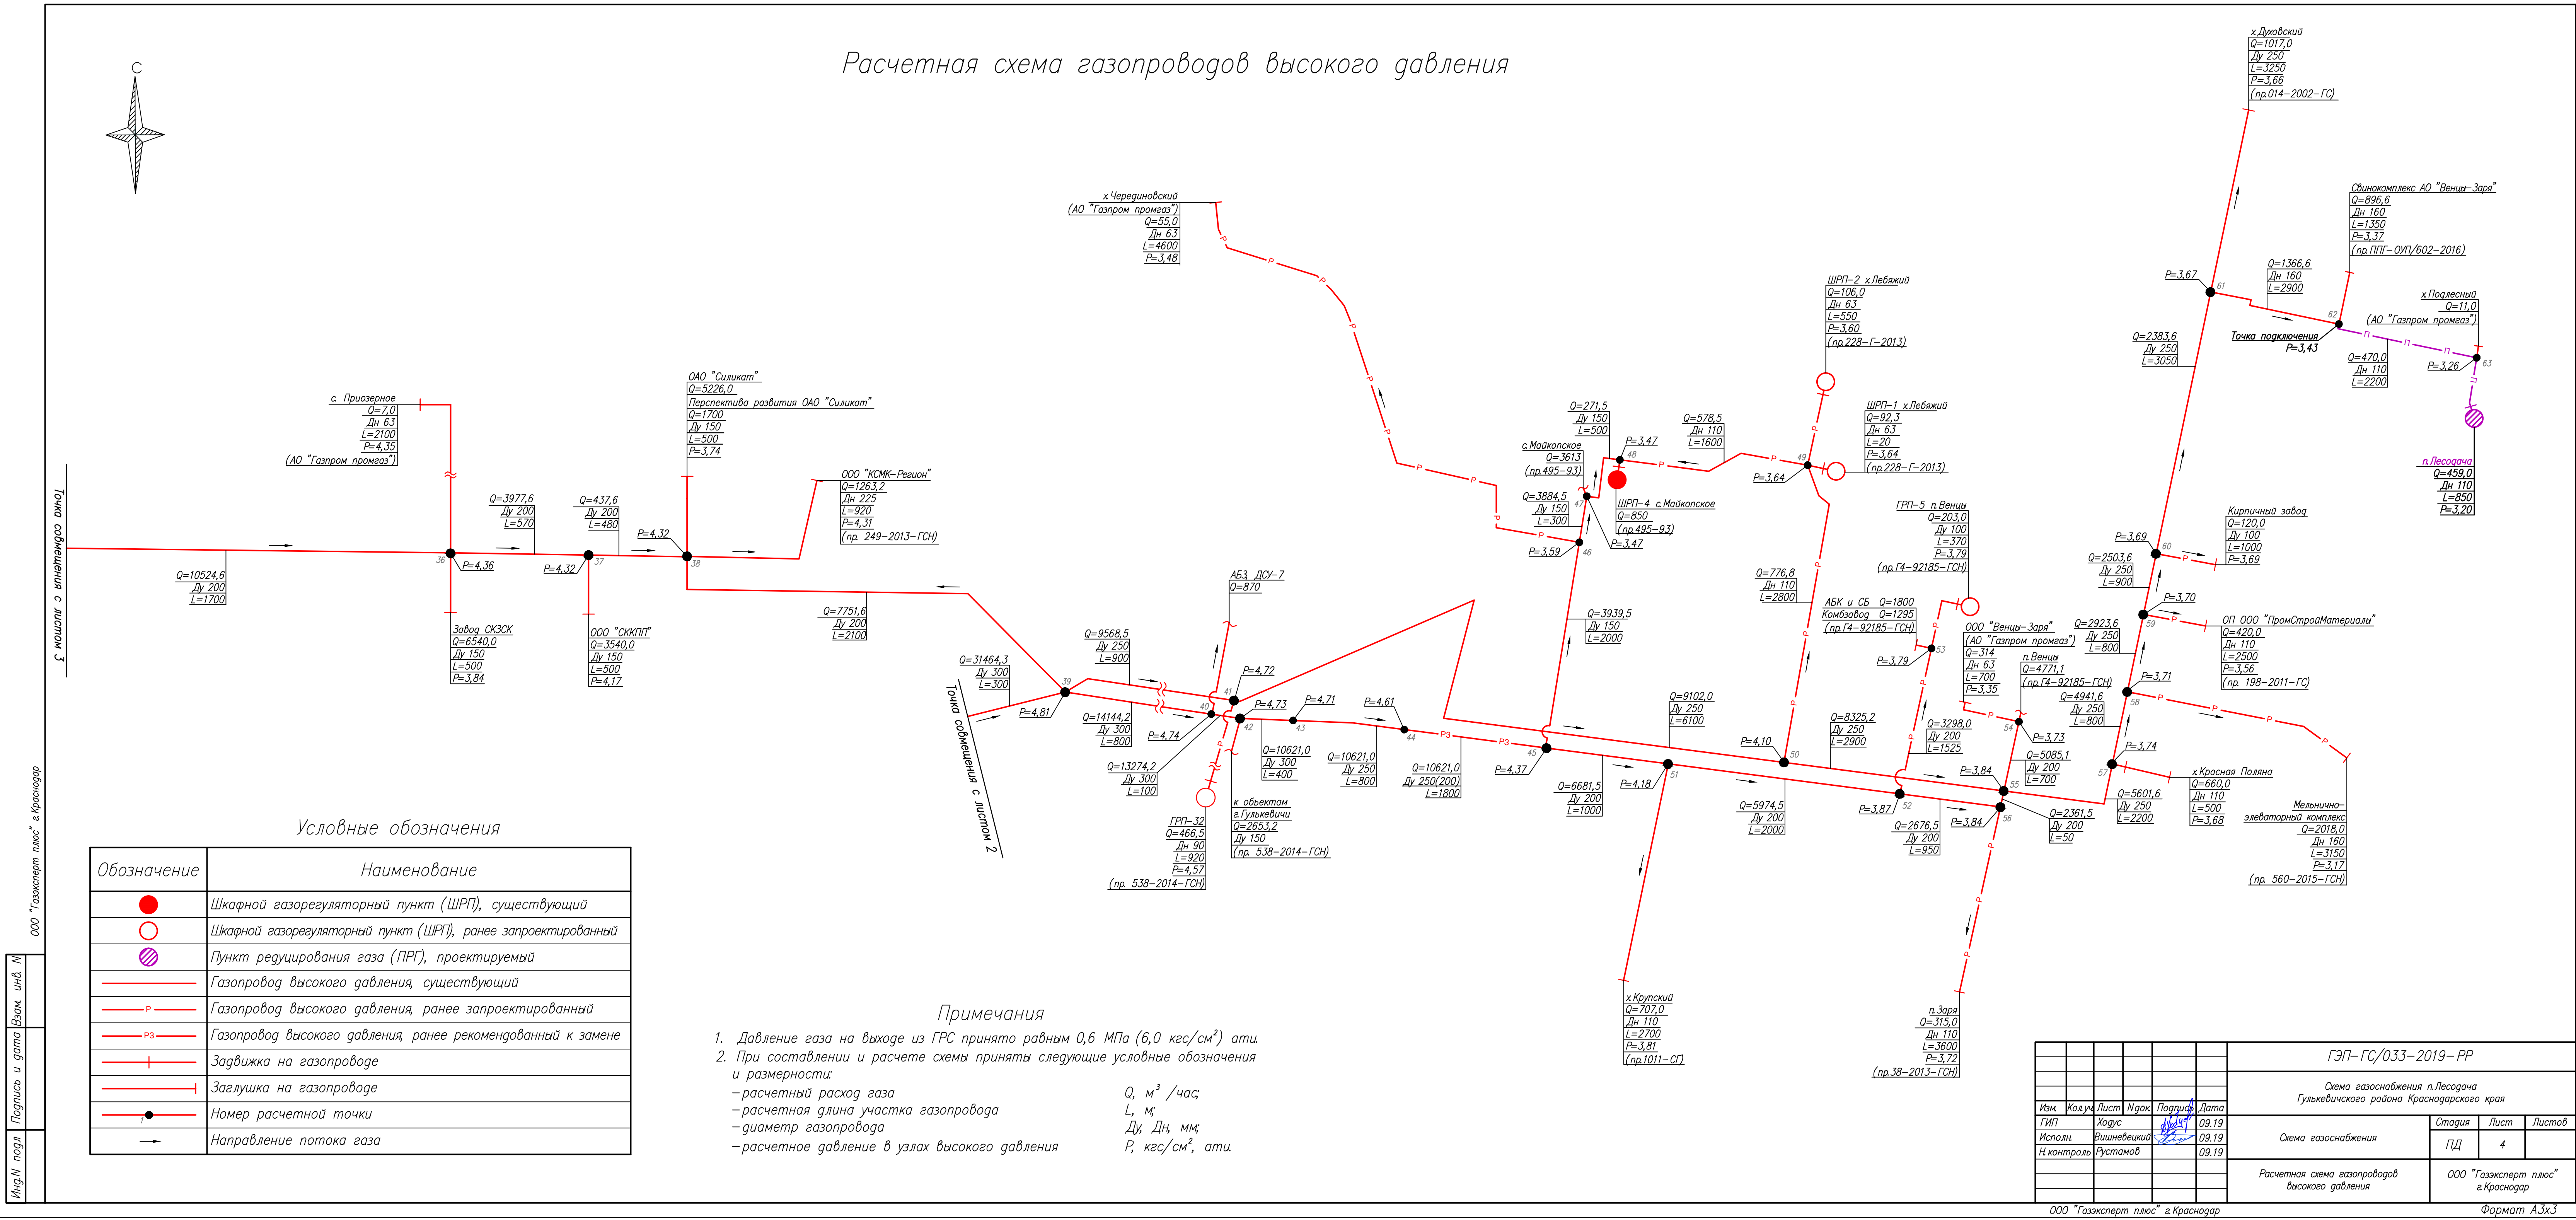 Расчетная схема газопроводов высокого давления
С
х.Духовский
Q=1017,0
Ду 250
L=3250
P=3,66
(пр.014-2002-ГС)
х.Черединовский
(АО "Газпром промгаз")
Q=55,0
Дн 63
L=4600
P=3,48
Свинокомплекс АО "Венцы-Заря"
Q=896,6
Дн 160
L=1350
P=3,37
(пр.ППГ-ОУП/602-2016)
P=3,67
61
Q=1366,6
Дн 160
L=2900
62
Точка подключения
P=3,43
х.Подлесный
Q=11,0
(АО "Газпром промгаз")
Q=470,0
Дн 110
L=2200
P=3,26
63
п.Лесодача
Q=459,0
Дн 110
L=850
P=3,20
Q=2383,6
Ду 250
L=3050
ШРП-2 х.Лебяжий
Q=106,0
Дн 63
L=550
P=3,60
(пр.228-Г-2013)
ШРП-1 х.Лебяжий
Q=92,3
Дн 63
L=20
P=3,64
(пр.228-Г-2013)
49
P=3,64
Q=578,5
Дн 110
L=1600
Q=271,5
Ду 150
L=500
P=3,47
48
с.Майкопское
Q=3613
(пр.495-93)
47
P=3,47
ШРП-4 с.Майкопское
Q=850
(пр.495-93)
Q=3884,5
Ду 150
L=300
P=3,59
46
Q=3939,5
Ду 150
L=2000
с. Приозерное
Q=7,0
Дн 63
L=2100
P=4,35
(АО "Газпром промгаз")
ОАО "Силикат"
Q=5226,0
Перспектива развития ОАО "Силикат"
Q=1700
Ду 150
L=500
P=3,74
ООО "КСМК-Регион"
Q=1263,2
Дн 225
L=920
P=4,31
(пр. 249-2013-ГСН)
Точка совмещения с листом 3
Q=10524,6
Ду 200
L=1700
36
P=4,36
Q=3977,6
Ду 200
L=570
P=4,32
37
Q=437,6
Ду 200
L=480
P=4,32
38
Завод СКЗСК
Q=6540,0
Ду 150
L=500
P=3,84
ООО "СККПП"
Q=3540,0
Ду 150
L=500
P=4,17
Q=7751,6
Ду 200
L=2100
Точка совмещения с листом 2
Q=31464,3
Ду 300
L=300
39
P=4,81
Q=9568,5
Ду 250
L=900
АБЗ, ДСУ-7
Q=870
Q=14144,2
Ду 300
L=800
40
P=4,74
41
P=4,72
42
P=4,73
Q=13274,2
Ду 300
L=100
ГРП-32
Q=466,5
Дн 90
L=920
P=4,57
(пр. 538-2014-ГСН)
к объектам
г.Гулькевичи
Q=2653,2
Ду 150
(пр. 538-2014-ГСН)
Q=10621,0
Ду 300
L=400
P=4,71
43
Q=10621,0
Ду 250
L=800
P=4,61
44
Q=10621,0
Ду 250(200)
L=1800
P=4,37
45
Q=6681,5
Ду 200
L=1000
P=4,18
51
Q=9102,0
Ду 250
L=6100
P=4,10
50
Q=776,8
Дн 110
L=2800
Q=8325,2
Ду 250
L=2900
Q=5974,5
Ду 200
L=2000
P=3,87
52
Q=2676,5
Ду 200
L=950
P=3,84
56
P=3,84
55
Q=2361,5
Ду 200
L=50
ГРП-5 п.Венцы
Q=203,0
Ду 100
L=370
P=3,79
(пр.Г4-92185-ГСН)
АБК и СБ Q=1800
Комбзавод Q=1295
(пр.Г4-92185-ГСН)
P=3,79
53
Q=3298,0
Ду 200
L=1525
ООО "Венцы-Заря"
(АО "Газпром промгаз")
Q=314
Дн 63
L=700
P=3,35
п.Венцы
Q=4771,1
(пр.Г4-92185-ГСН)
54
P=3,73
Q=5085,1
Ду 200
L=700
Q=5601,6
Ду 250
L=2200
P=3,74
57
х.Красная Поляна
Q=660,0
Дн 110
L=500
P=3,68
Q=4941,6
Ду 250
L=800
P=3,71
58
Мельнично-
элеваторный комплекс
Q=2018,0
Дн 160
L=3150
P=3,17
(пр. 560-2015-ГСН)
Q=2923,6
Ду 250
L=800
P=3,70
59
ОП ООО "ПромСтройМатериалы"
Q=420,0
Дн 110
L=2500
P=3,56
(пр. 198-2011-ГС)
Q=2503,6
Ду 250
L=900
P=3,69
60
Кирпичный завод
Q=120,0
Ду 100
L=1000
P=3,69
х.Крупский
Q=707,0
Дн 110
L=2700
P=3,81
(пр.1011-СГ)
п.Заря
Q=315,0
Дн 110
L=3600
P=3,72
(пр.38-2013-ГСН)
Условные обозначения
Обозначение Наименование
Шкафной газорегуляторный пункт (ШРП), существующий
Шкафной газорегуляторный пункт (ШРП), ранее запроектированный
Пункт редуцирования газа (ПРГ), проектируемый
Газопровод высокого давления, существующий
Р Газопровод высокого давления, ранее запроектированный
РЗ Газопровод высокого давления, ранее рекомендованный к замене
Задвижка на газопроводе
Заглушка на газопроводе
1 Номер расчетной точки
Направление потока газа
Примечания
1. Давление газа на выходе из ГРС принято равным 0,6 МПа (6,0 кгс/см²) ати.
2. При составлении и расчете схемы приняты следующие условные обозначения
и размерности:
-расчетный расход газа Q, м³ /час;
-расчетная длина участка газопровода L, м;
-диаметр газопровода Ду, Дн, мм;
-расчетное давление в узлах высокого давления P, кгс/см², ати.
ООО "Газэксперт плюс" г.Краснодар
Взам. инв. N
Подпись и дата
Инд.N подл
ГЭП-ГС/033-2019-РР
Схема газоснабжения п.Лесодача
Гулькевичского района Краснодарского края
Изм. Кол.уч Лист Nдок. Подпись Дата
ГИП Ходус 09.19
Исполн. Вишневецкий 09.19
Н.контроль Рустамов 09.19
Схема газоснабжения
Стадия Лист Листов
ПД 4
Расчетная схема газопроводов
высокого давления
ООО "Газэксперт плюс"
г.Краснодар
ООО "Газэксперт плюс" г.Краснодар
Формат А3х3